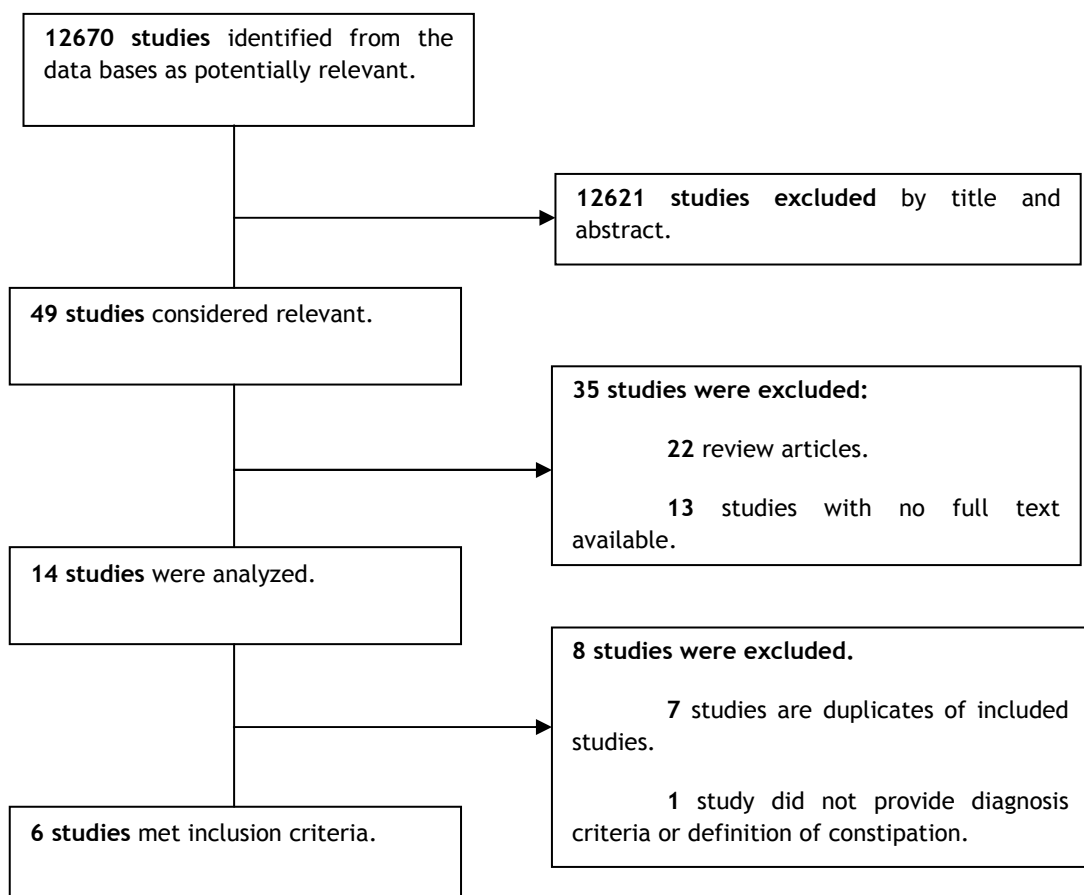 12670 studies identified from the
data bases as potentially relevant.
12621 studies excluded by title and
abstract.
49 studies considered relevant.
35 studies were excluded:
22 review articles.
13 studies with no full text
available.
14 studies were analyzed.
8 studies were excluded.
7 studies are duplicates of included
studies.
1 study did not provide diagnosis
criteria or definition of constipation.
6 studies met inclusion criteria.